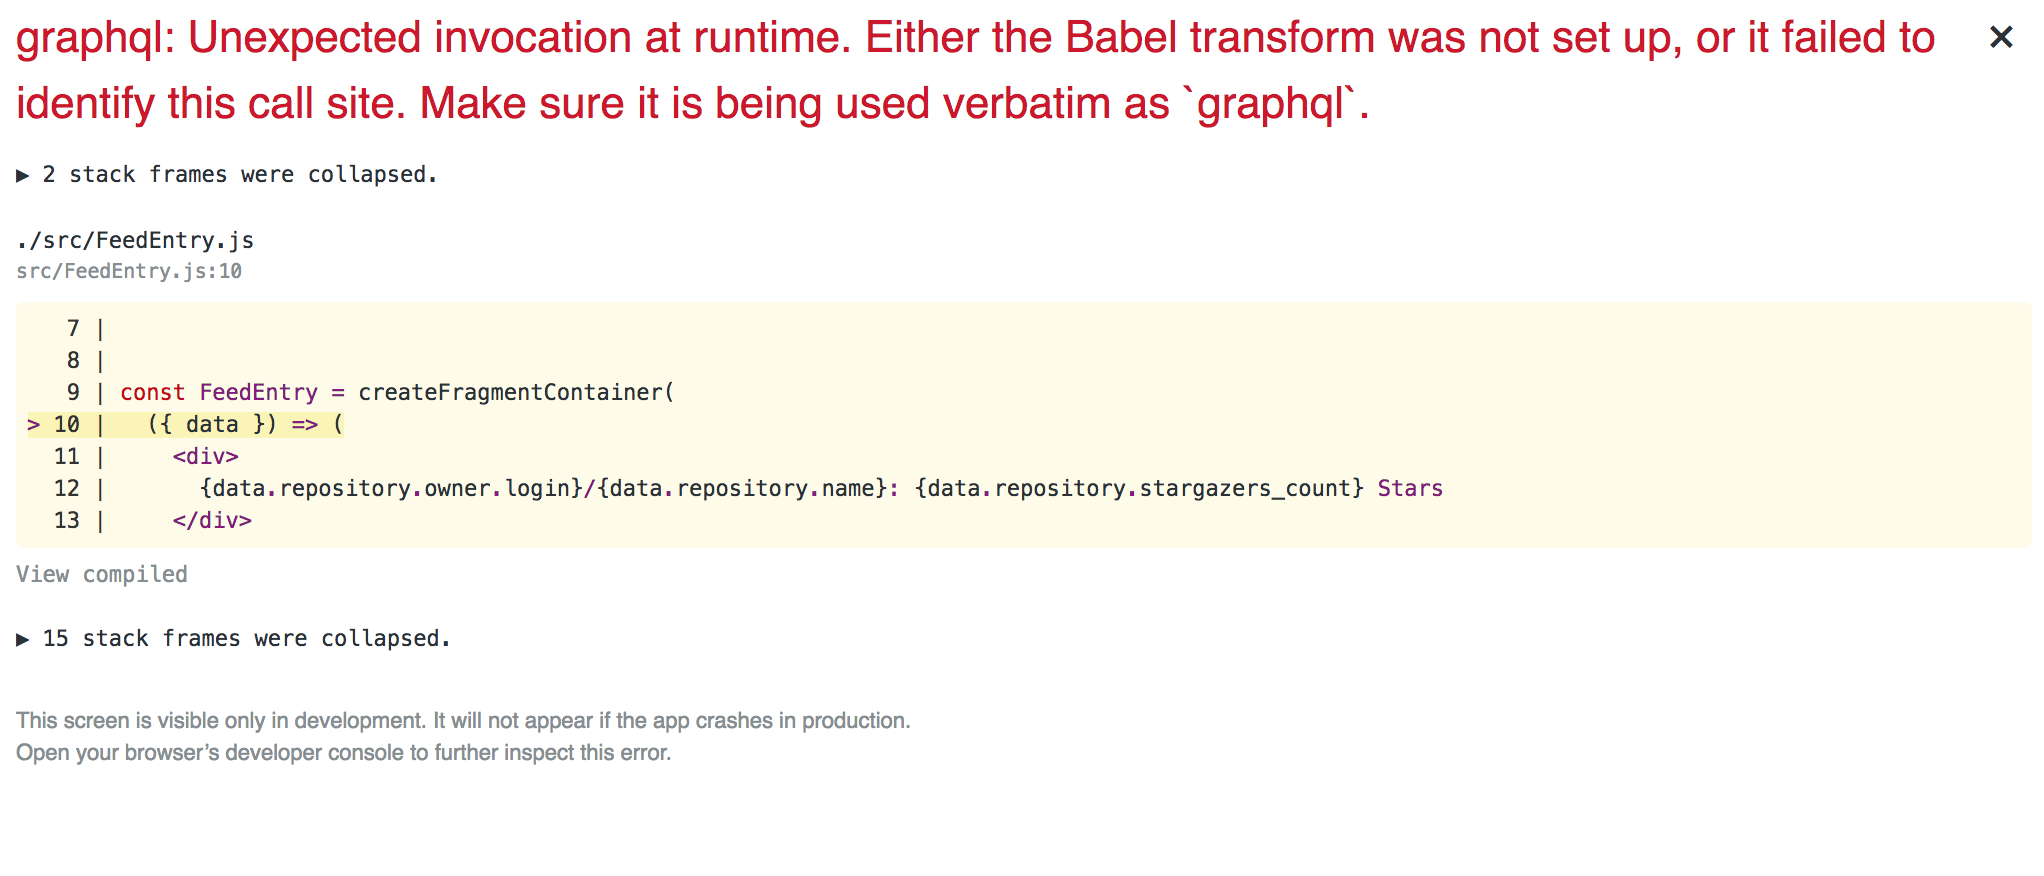 graphql: Unexpected invocation at runtime. Either the Babel transform was not set up, or it failed to
identify this call site. Make sure it is being used verbatim as `graphql`.
▶ 2 stack frames were collapsed.
./src/FeedEntry.js
src/FeedEntry.js:10
   7 |
   8 |
   9 | const FeedEntry = createFragmentContainer(
> 10 |   ({ data }) => (
  11 |     <div>
  12 |       {data.repository.owner.login}/{data.repository.name}: {data.repository.stargazers_count} Stars
  13 |     </div>
View compiled
▶ 15 stack frames were collapsed.
This screen is visible only in development. It will not appear if the app crashes in production.
Open your browser’s developer console to further inspect this error.